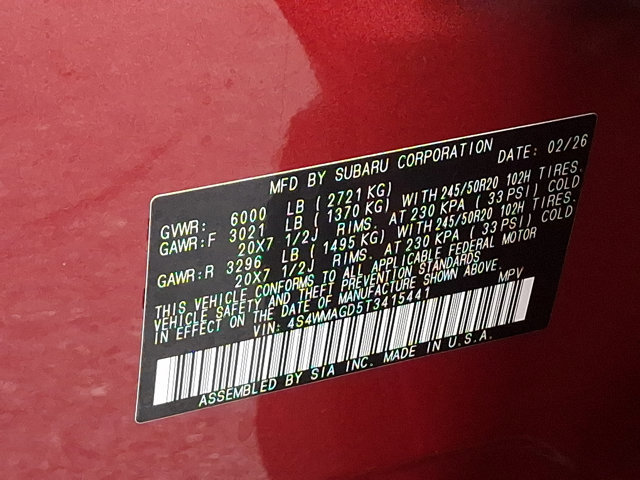 MFD BY SUBARU CORPORATION DATE: 02/26
GVWR: 6000 LB (2721 KG)
GAWR:F 3021 LB (1370 KG) WITH 245/50R20 102H TIRES.
20X7 1/2J RIMS. AT 230 KPA (33 PSI) COLD
GAWR:R 3296 LB (1495 KG) WITH 245/50R20 102H TIRES.
20X7 1/2J RIMS. AT 230 KPA (33 PSI) COLD
THIS VEHICLE CONFORMS TO ALL APPLICABLE FEDERAL MOTOR
VEHICLE SAFETY AND THEFT PREVENTION STANDARDS
IN EFFECT ON THE DATE OF MANUFACTURE SHOWN ABOVE.
VIN: 4S4WMAGD5T3415441 MPV
ASSEMBLED BY SIA INC. MADE IN U.S.A.